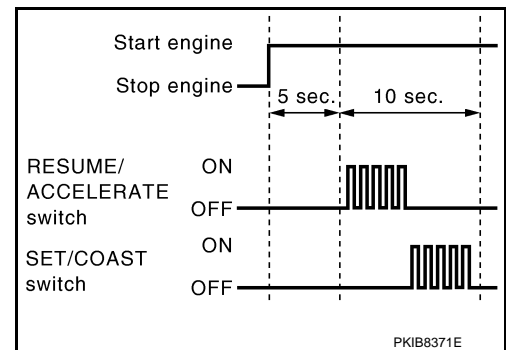 Start engine
Stop engine
5 sec.
10 sec.
RESUME/
ACCELERATE
switch
ON
OFF
SET/COAST
switch
ON
OFF
PKIB8371E